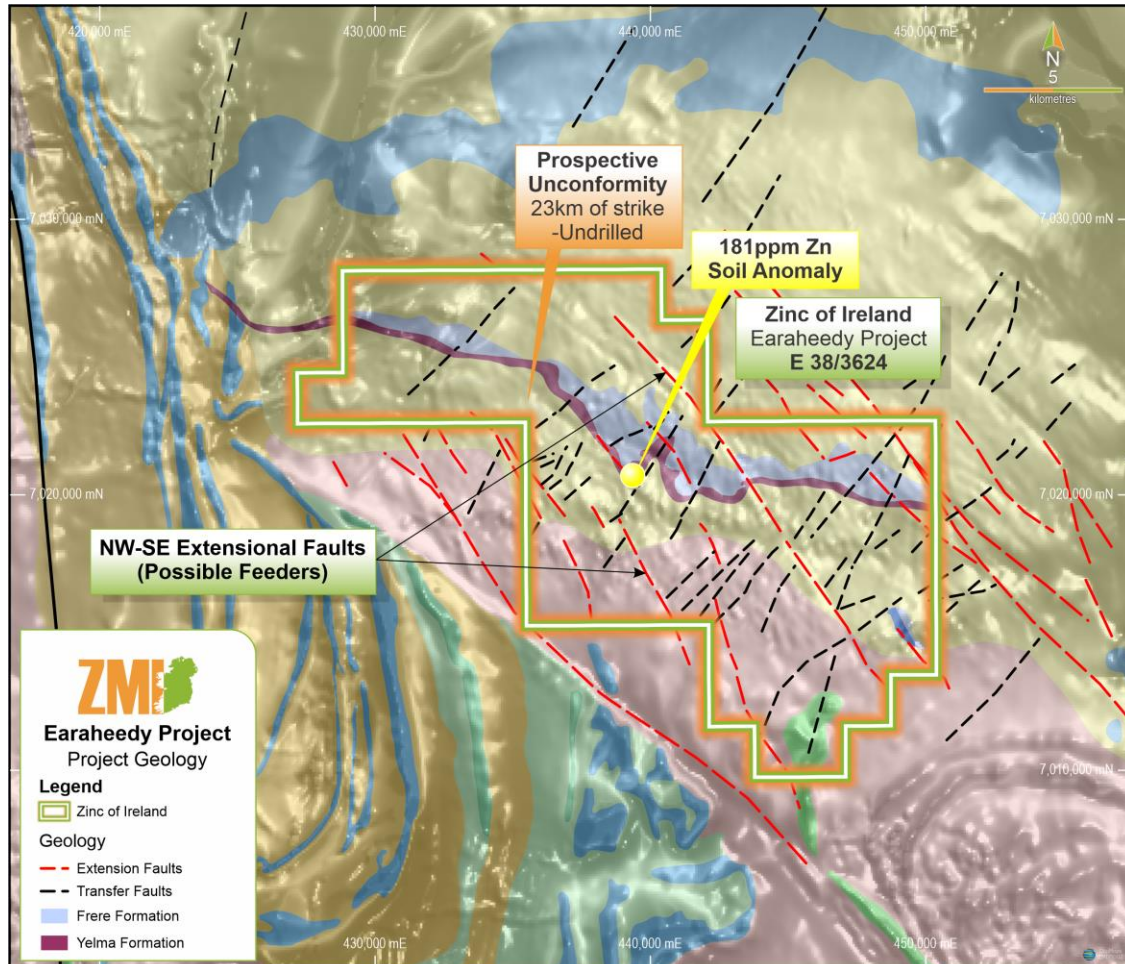 420,000 mE
430,000 mE
440,000 mE
450,000 mE
N
5
kilometres
Prospective
Unconformity
23km of strike
-Undrilled
7,030,000 mN
7,030,000 mN
181ppm Zn
Soil Anomaly
Zinc of Ireland
Earaheedy Project
E 38/3624
7,020,000 mN
7,020,000 mN
NW-SE Extensional Faults
(Possible Feeders)
ZMI
Earaheedy Project
Project Geology
Legend
Zinc of Ireland
Geology
Extension Faults
Transfer Faults
Frere Formation
Yelma Formation
7,010,000 mN
430,000 mE
440,000 mE
450,000 mE